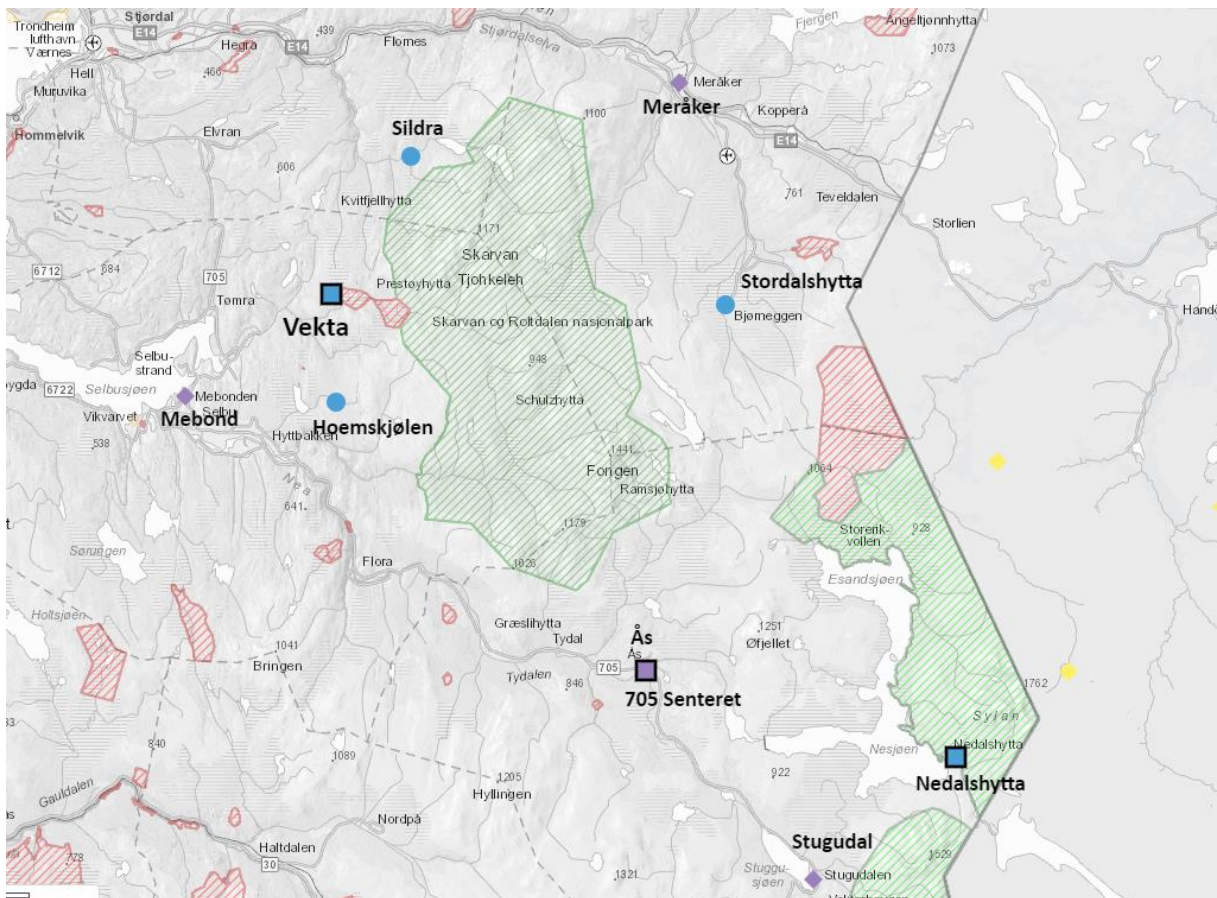 Stjørdal
Trondheim
lufthavn
Værnes
E14
Hegra
E14
439
Flornes
Stjørdalselva
Fjergen
Angeltjønnhytta
1073
Hell
466
Muruvika
Meråker
Meråker
Hommelvik
Elvran
1100
Kopperå
E14
Sildra
606
761
Teveldalen
Kvitfjellhytta
Storlien
1171
Skarvan
6712
684
705
Tjohkeleh
Stordalshytta
Prestøyhytta
Tømra
Bjørneggen
Vekta
Skarvan og Roltdalen nasjonalpark
Selbu-
strand
948
6722
Selbusjøen
Mebonden
Schulzhytta
Selbu
Vikvarvet
Mebond
Hoemskjølen
Hyttbakken
538
1441
Fongen
1064
Nea
Ramsjøhytta
641
1179
Storerik-
vollen
928
Sørungen
Flora
1026
Esandsjøen
Holtsjøen
Græslihytta
1251
Øfjellet
Tydal
Ås
Ås
1041
Bringen
705
Tydalen
846
705 Senteret
1762
Sylan
840
Nesjøen
Nedalshytta
1089
922
Nedalshytta
1205
Hyllingen
Gauldalen
Nordpå
Stugudal
Haltdalen
778
30
1529
Stuggu-
sjøen
1321
Stugudalen